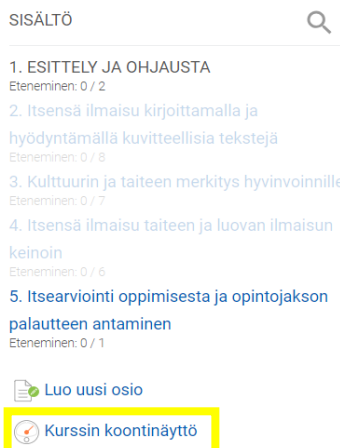 SISÄLTÖ
1. ESITTELY JA OHJAUSTA
Eteneminen: 0 / 2
2. Itsensä ilmaisu kirjoittamalla ja
hyödyntämällä kuvitteellisia tekstejä
Eteneminen: 0 / 8
3. Kulttuurin ja taiteen merkitys hyvinvoinnille
Eteneminen: 0 / 7
4. Itsensä ilmaisu taiteen ja luovan ilmaisun
keinoin
Eteneminen: 0 / 6
5. Itsearviointi oppimisesta ja opintojakson
palautteen antaminen
Eteneminen: 0 / 1
Luo uusi osio
Kurssin koontinäyttö